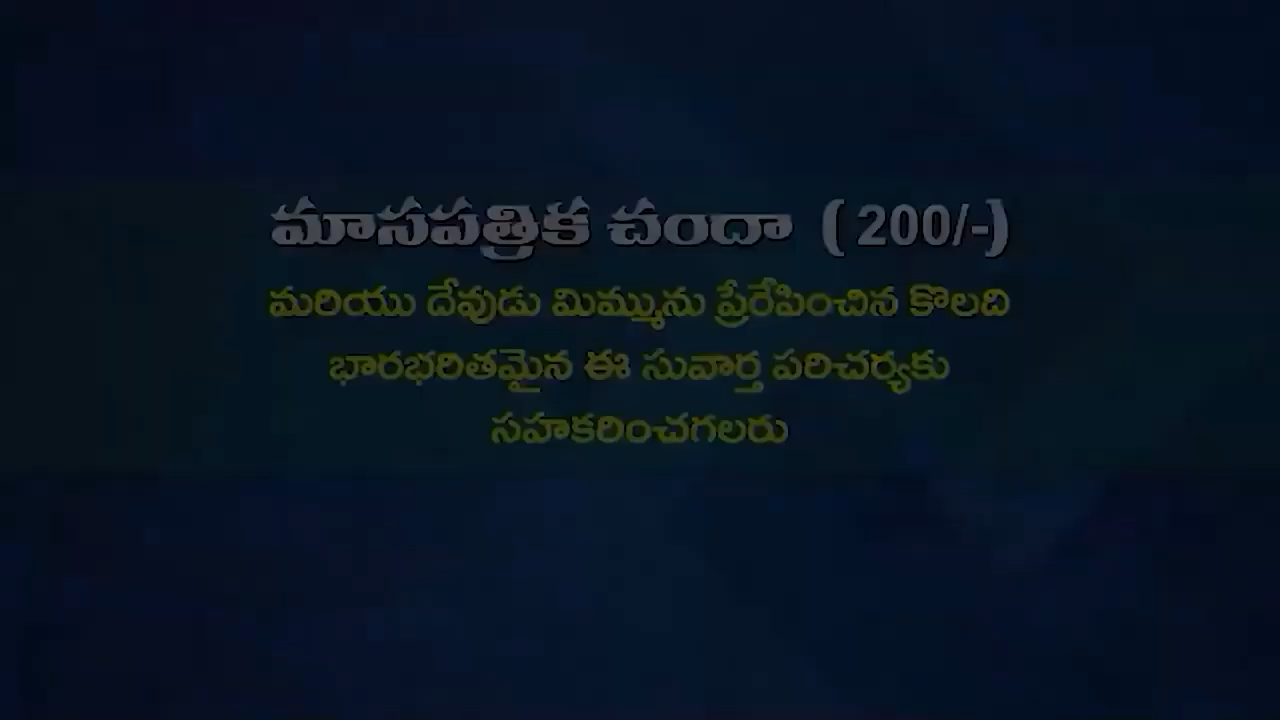 మాసపత్రిక చందా ( 200/-)
మరియు దేవుడు మిమ్మును ప్రేరేపించిన కొలది
భారభరితమైన ఈ సువార్త పరిచర్యకు
సహకరించగలరు